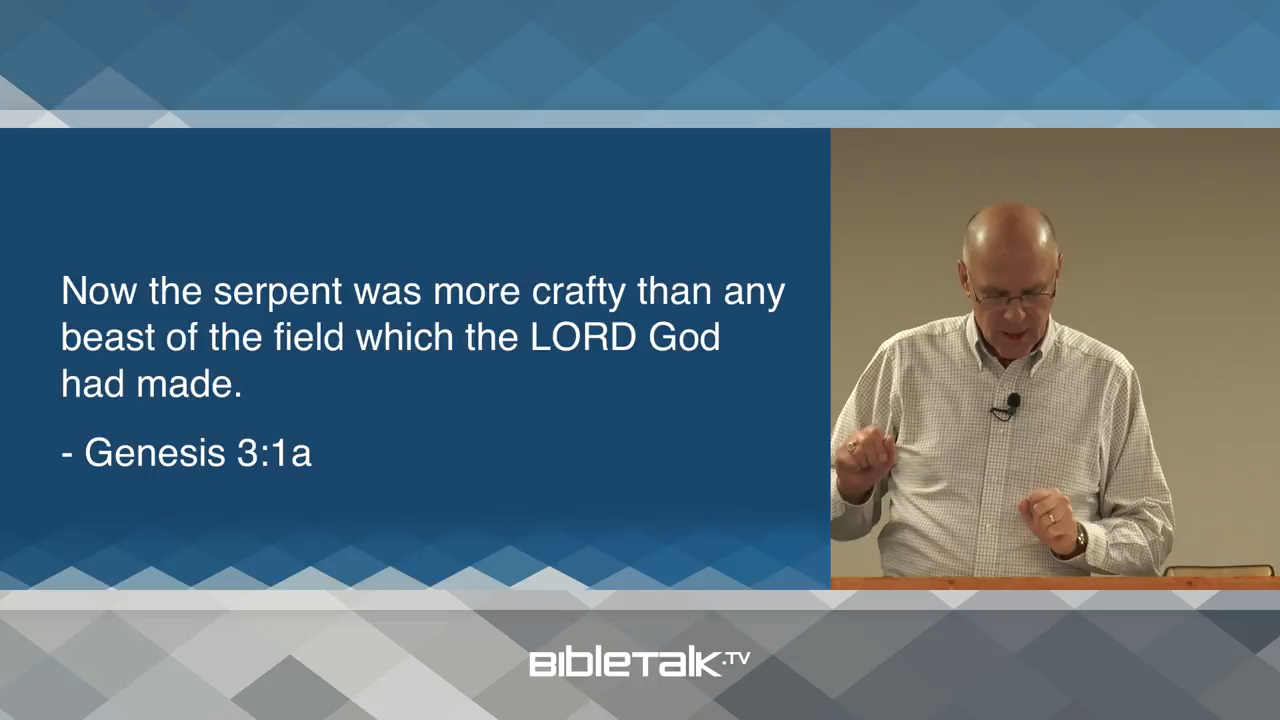 Now the serpent was more crafty than any
beast of the field which the LORD God
had made.
- Genesis 3:1a
BIBLETALK.TV